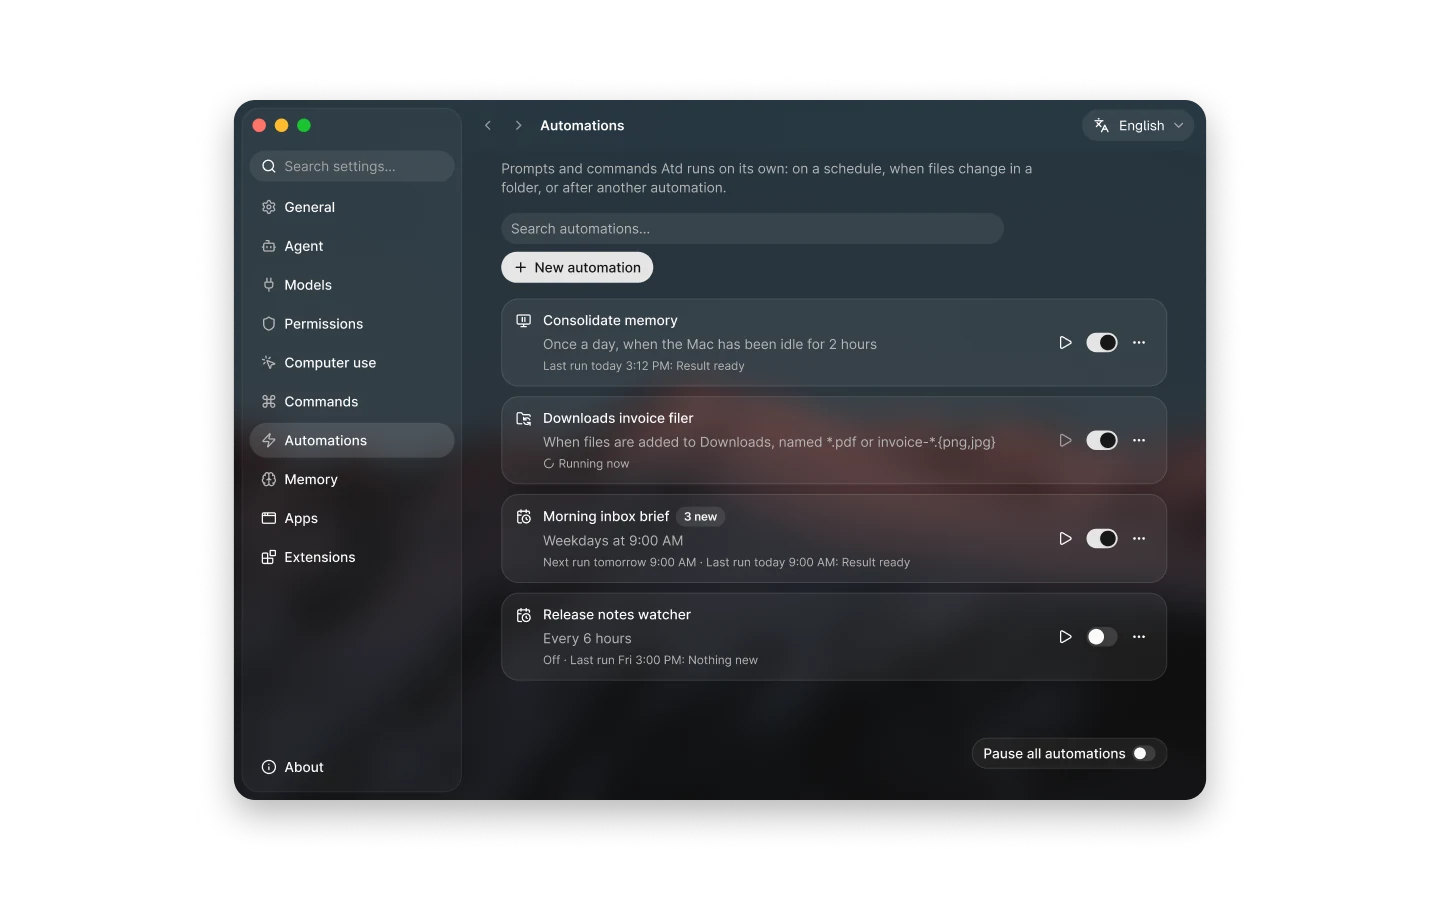 Automations
English
Search settings...
General
Agent
Models
Permissions
Computer use
Commands
Automations
Memory
Apps
Extensions
About
Prompts and commands Atd runs on its own: on a schedule, when files change in a
folder, or after another automation.
Search automations...
New automation
Consolidate memory
Once a day, when the Mac has been idle for 2 hours
Last run today 3:12 PM: Result ready
Downloads invoice filer
When files are added to Downloads, named *.pdf or invoice-*.{png,jpg}
Running now
Morning inbox brief 3 new
Weekdays at 9:00 AM
Next run tomorrow 9:00 AM · Last run today 9:00 AM: Result ready
Release notes watcher
Every 6 hours
Off · Last run Fri 3:00 PM: Nothing new
Pause all automations